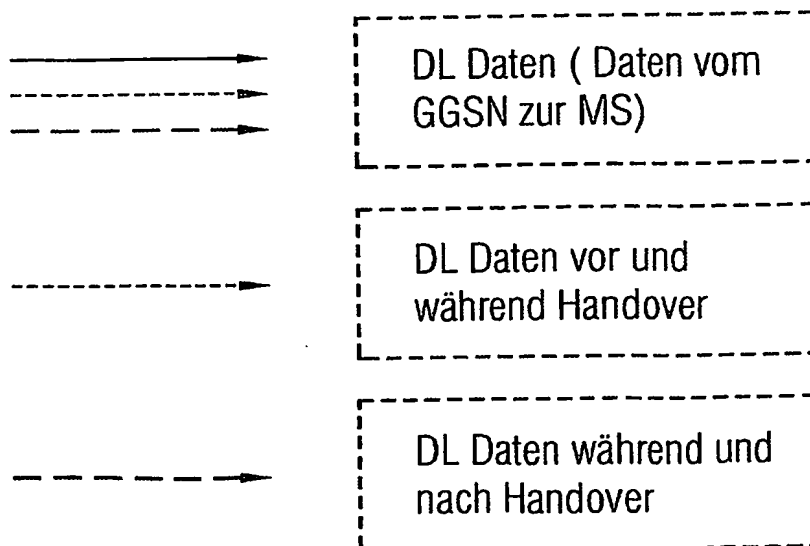 DL Daten ( Daten vom
GGSN zur MS)
DL Daten vor und
während Handover
DL Daten während und
nach Handover